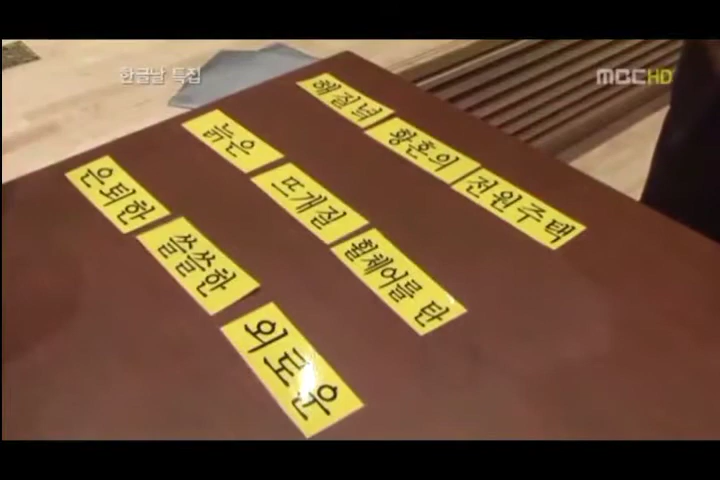 한글날 특집
MBC HD
해질녘 황혼의 전원주택
늙은 뜨개질 휠체어를 탄
은퇴한 쓸쓸한 외로운